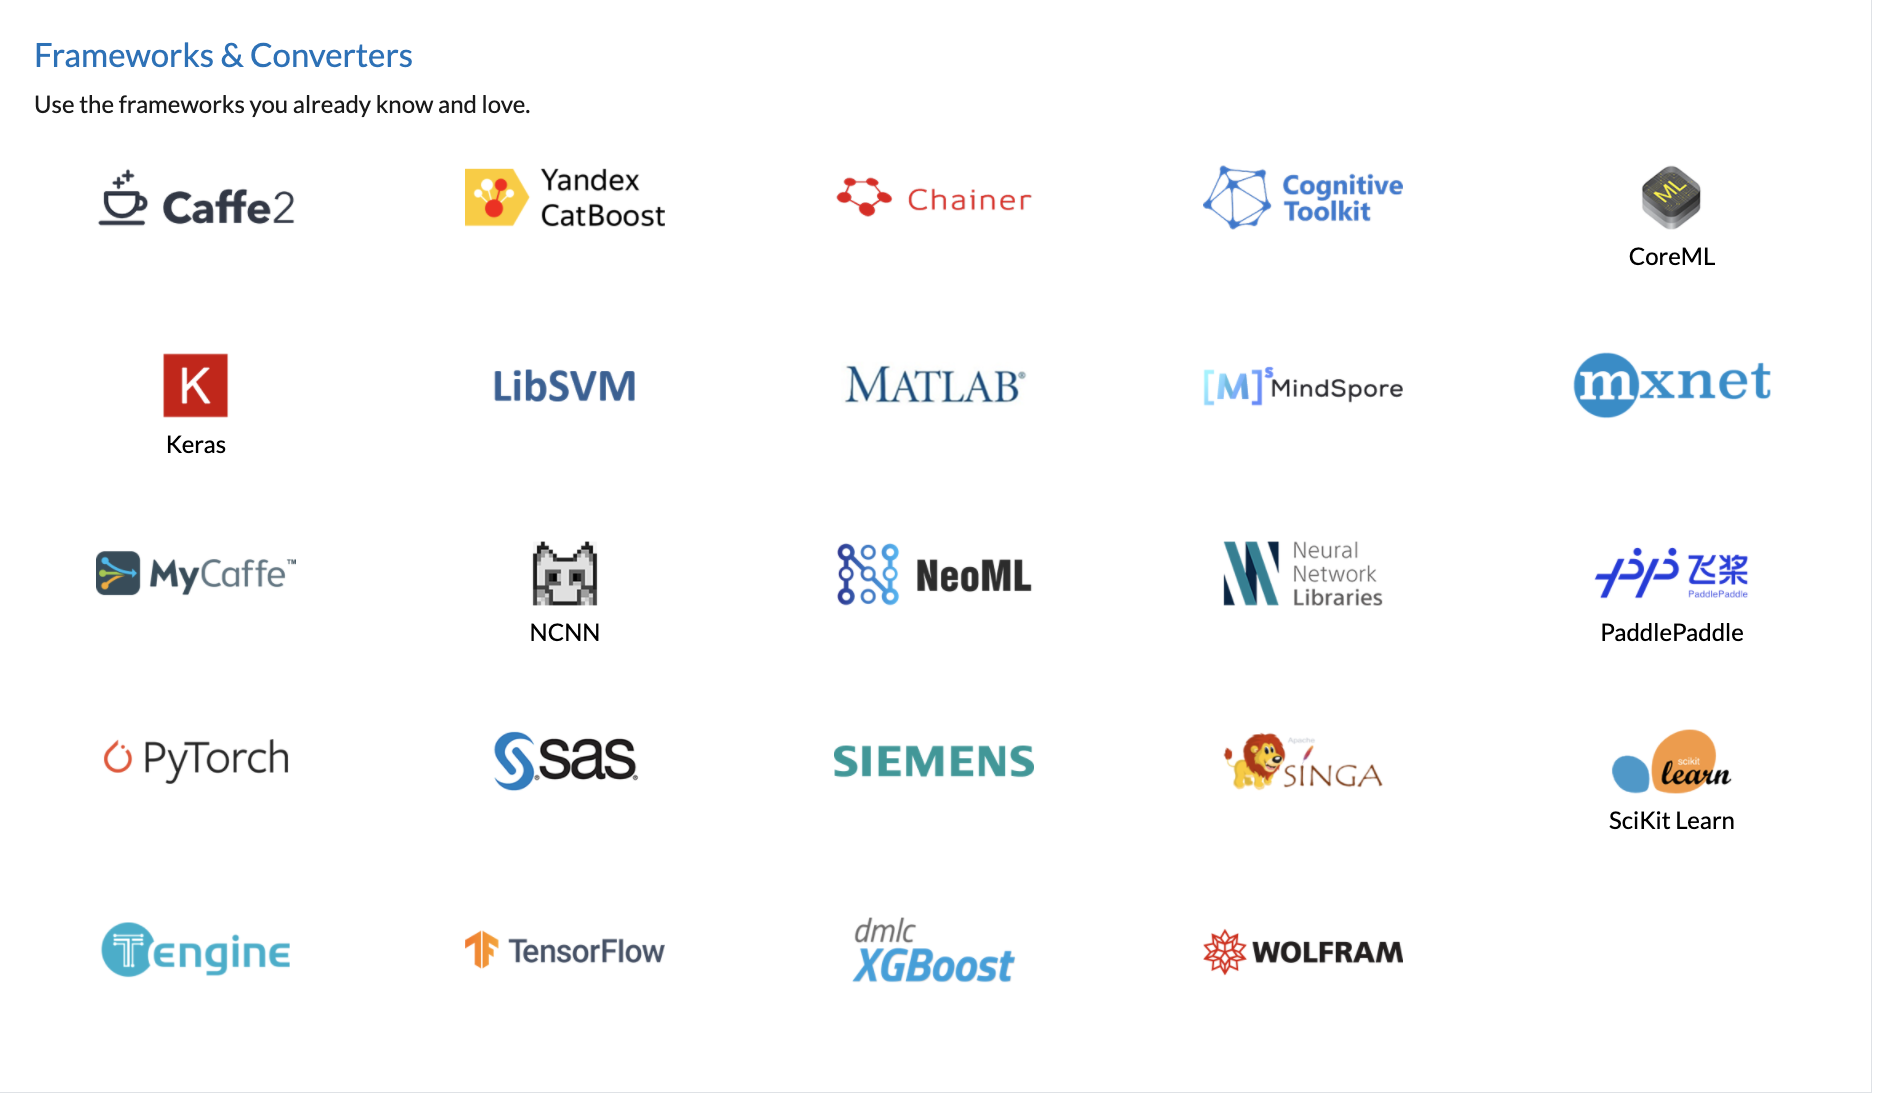 Frameworks & Converters
Use the frameworks you already know and love.
Caffe2
Yandex
CatBoost
Chainer
Cognitive
Toolkit
ML
CoreML
K
Keras
LibSVM
MATLAB®
[M]s MindSpore
mxnet
MyCaffe™
NCNN
NeoML
Neural
Network
Libraries
飞桨
PaddlePaddle
PaddlePaddle
PyTorch
sas
SIEMENS
Apache
SINGA
scikit
learn
SciKit Learn
Tengine
TensorFlow
dmlc
XGBoost
WOLFRAM